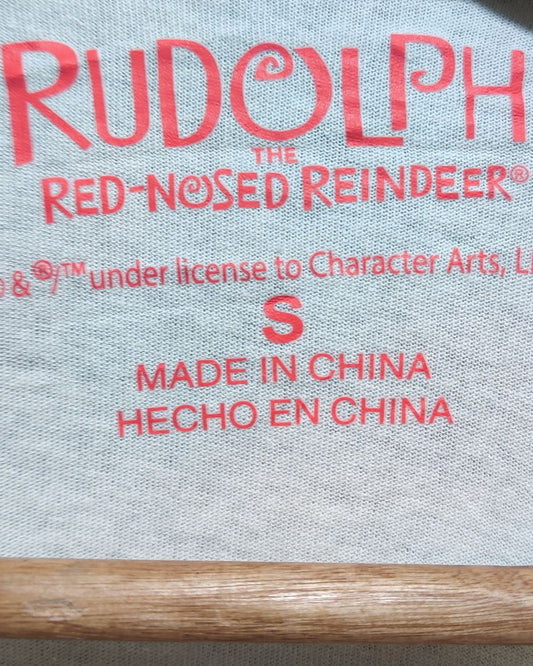 RUDOLPH
THE
RED-NOSED REINDEER®
& ®/™ under license to Character Arts,
S
MADE IN CHINA
HECHO EN CHINA